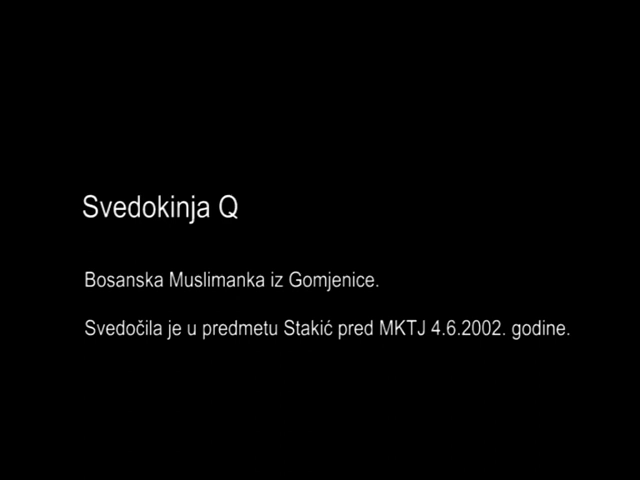 Svedokinja Q
Bosanska Muslimanka iz Gomjenice.
Svedočila je u predmetu Stakić pred MKTJ 4.6.2002. godine.